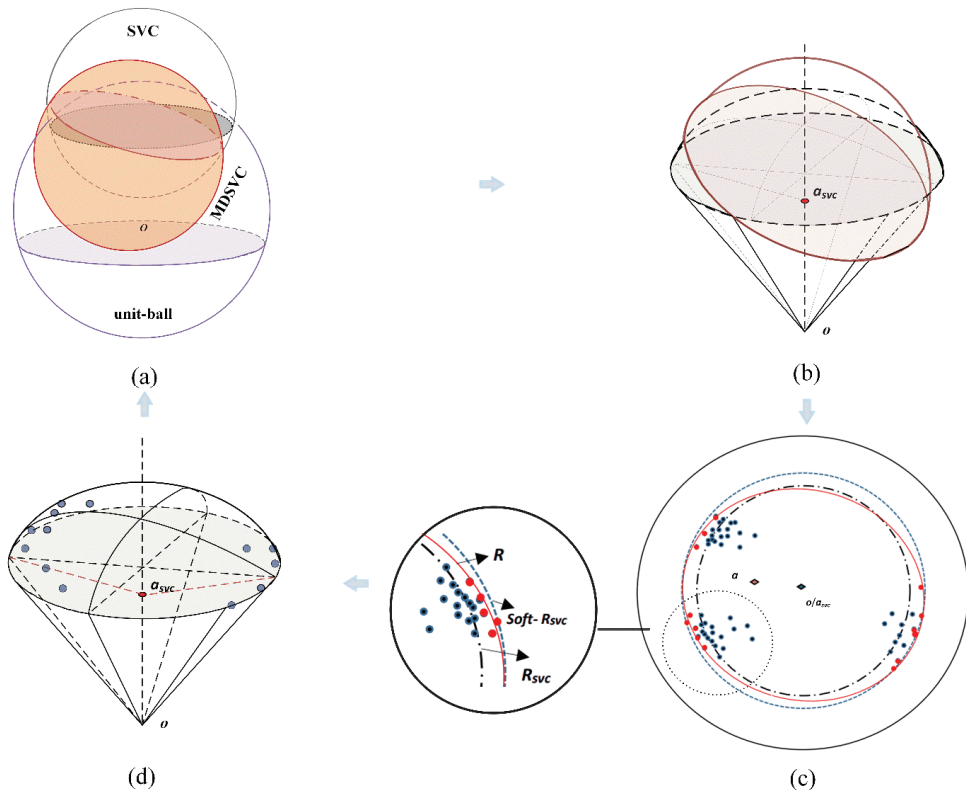 SVC
MDSVC
o
unit-ball
(a)
a_SVC
o
(b)
R
Soft- R_SVC
R_SVC
a
o/a_svc
(c)
a_SVC
o
(d)